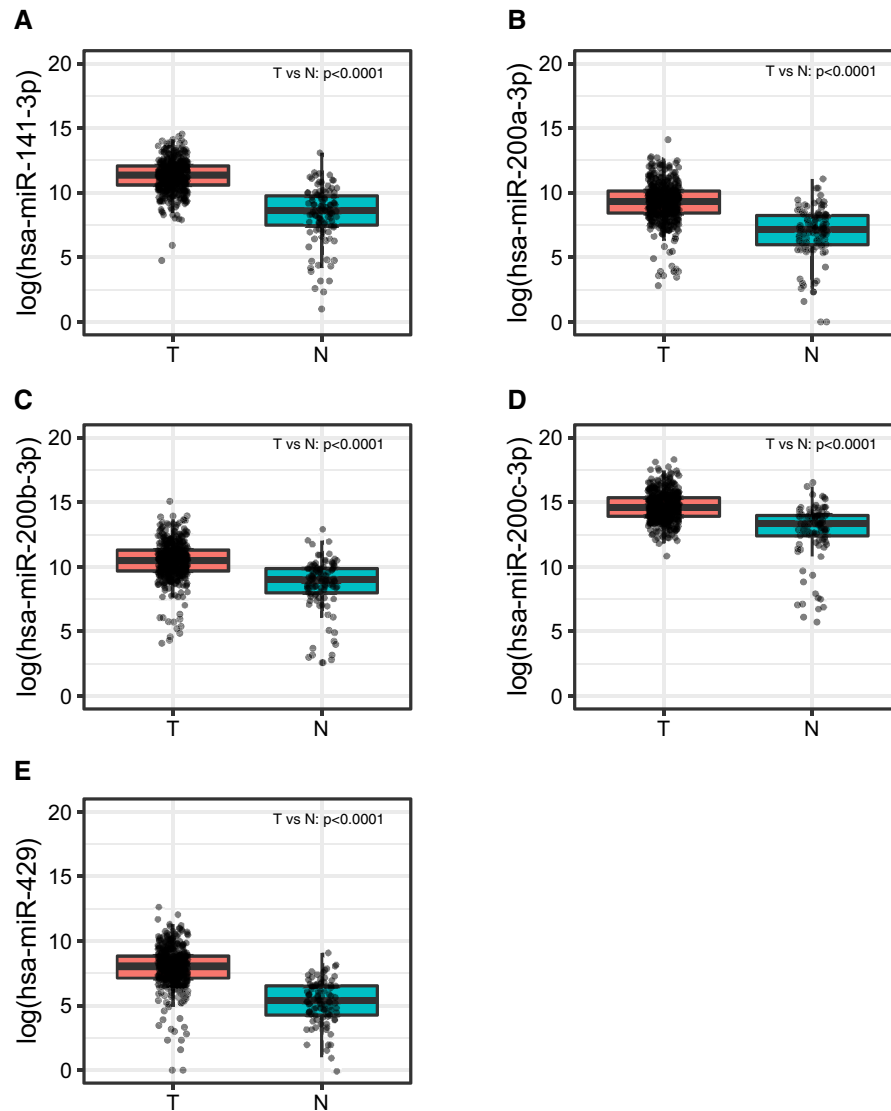 A
log(hsa-miR-141-3p)
20
15
10
5
0
T vs N: p<0.0001
T
N
B
log(hsa-miR-200a-3p)
20
15
10
5
0
T vs N: p<0.0001
T
N
C
log(hsa-miR-200b-3p)
20
15
10
5
0
T vs N: p<0.0001
T
N
D
log(hsa-miR-200c-3p)
20
15
10
5
0
T vs N: p<0.0001
T
N
E
log(hsa-miR-429)
20
15
10
5
0
T vs N: p<0.0001
T
N